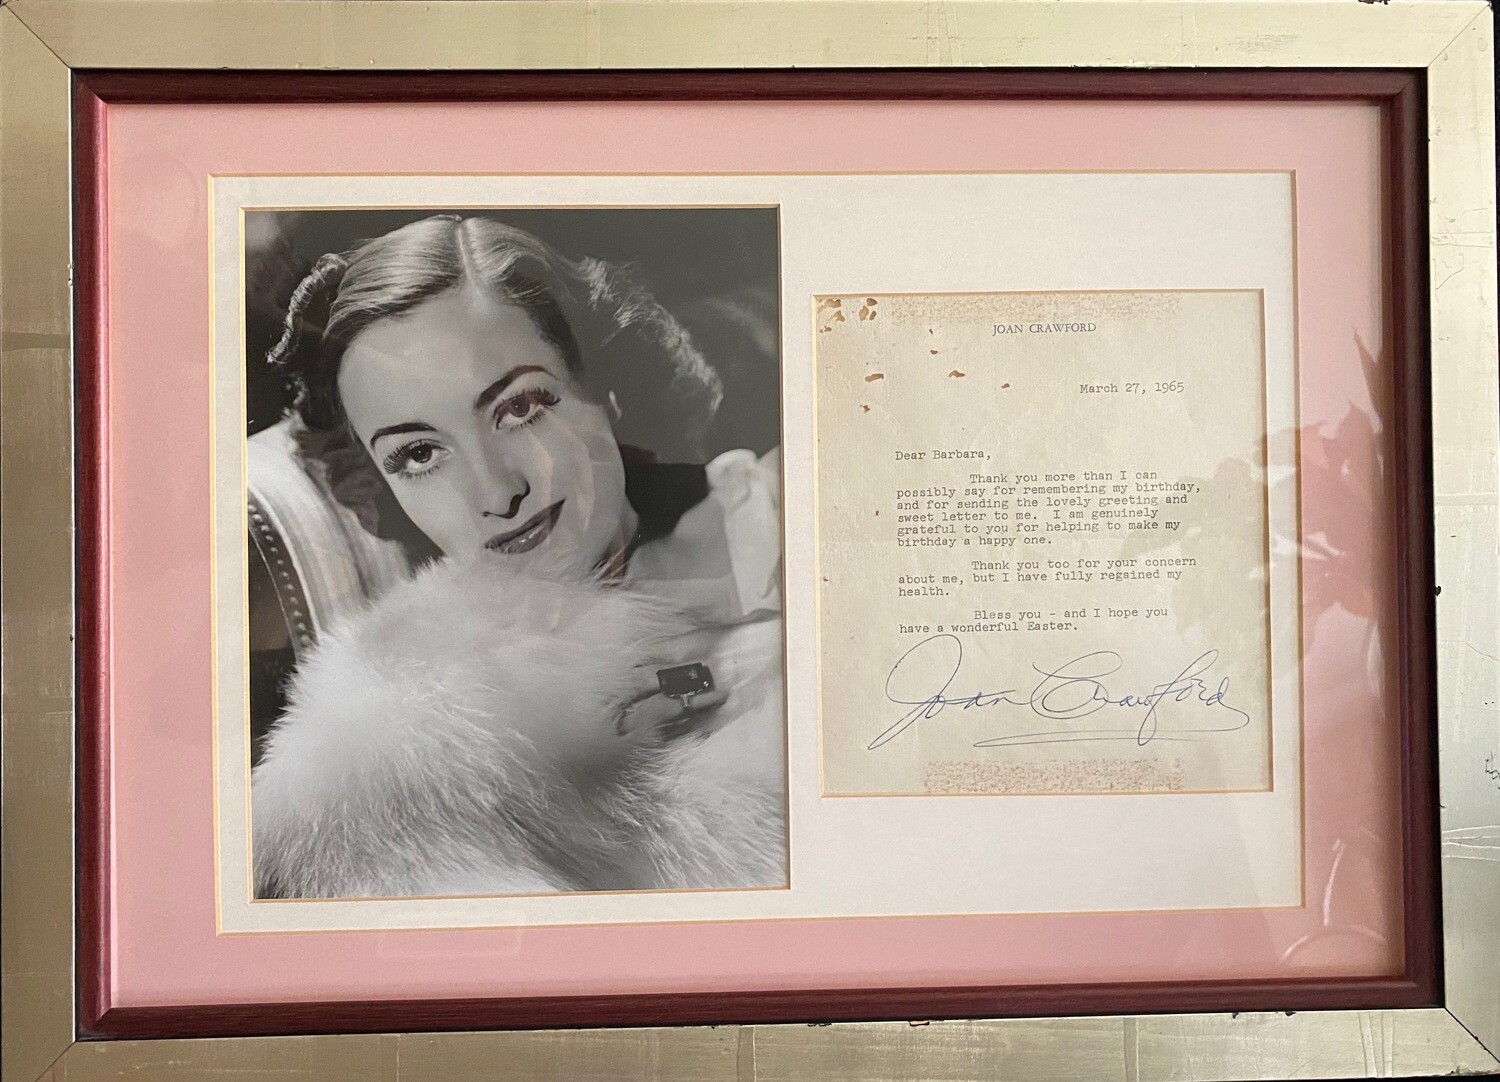 JOAN CRAWFORD
March 27, 1965
Dear Barbara,
Thank you more than I can
possibly say for remembering my birthday,
and for sending the lovely greeting and
sweet letter to me. I am genuinely
grateful to you for helping to make my
birthday a happy one.
Thank you too for your concern
about me, but I have fully regained my
health.
Bless you - and I hope you
have a wonderful Easter.
Joan Crawford